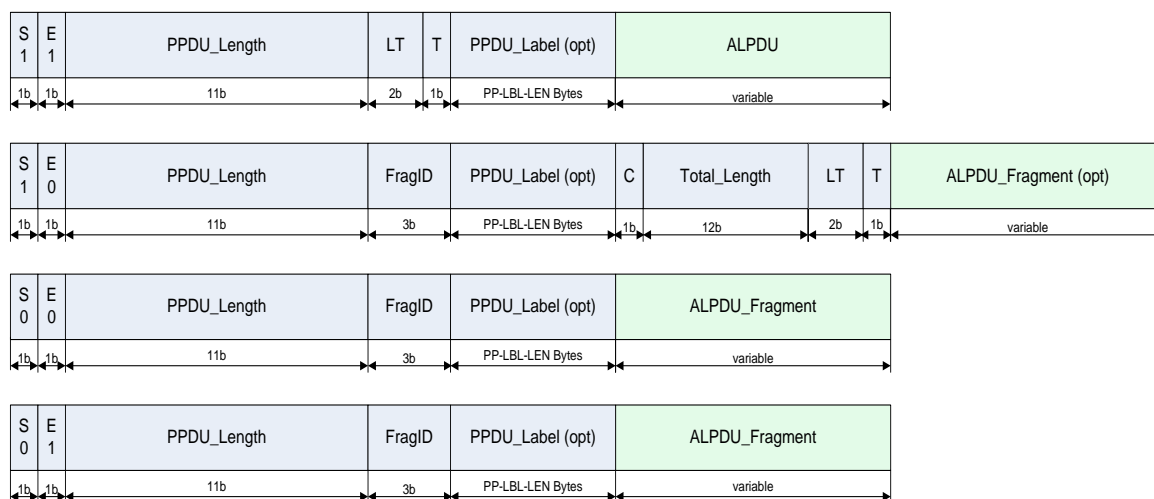 S E PPDU_Length LT T PPDU_Label (opt) ALPDU
1 1
1b 1b 11b 2b 1b PP-LBL-LEN Bytes variable
S E PPDU_Length FragID PPDU_Label (opt) C Total_Length LT T ALPDU_Fragment (opt)
1 0
1b 1b 11b 3b PP-LBL-LEN Bytes 1b 12b 2b 1b variable
S E PPDU_Length FragID PPDU_Label (opt) ALPDU_Fragment
0 0
1b 1b 11b 3b PP-LBL-LEN Bytes variable
S E PPDU_Length FragID PPDU_Label (opt) ALPDU_Fragment
0 1
1b 1b 11b 3b PP-LBL-LEN Bytes variable